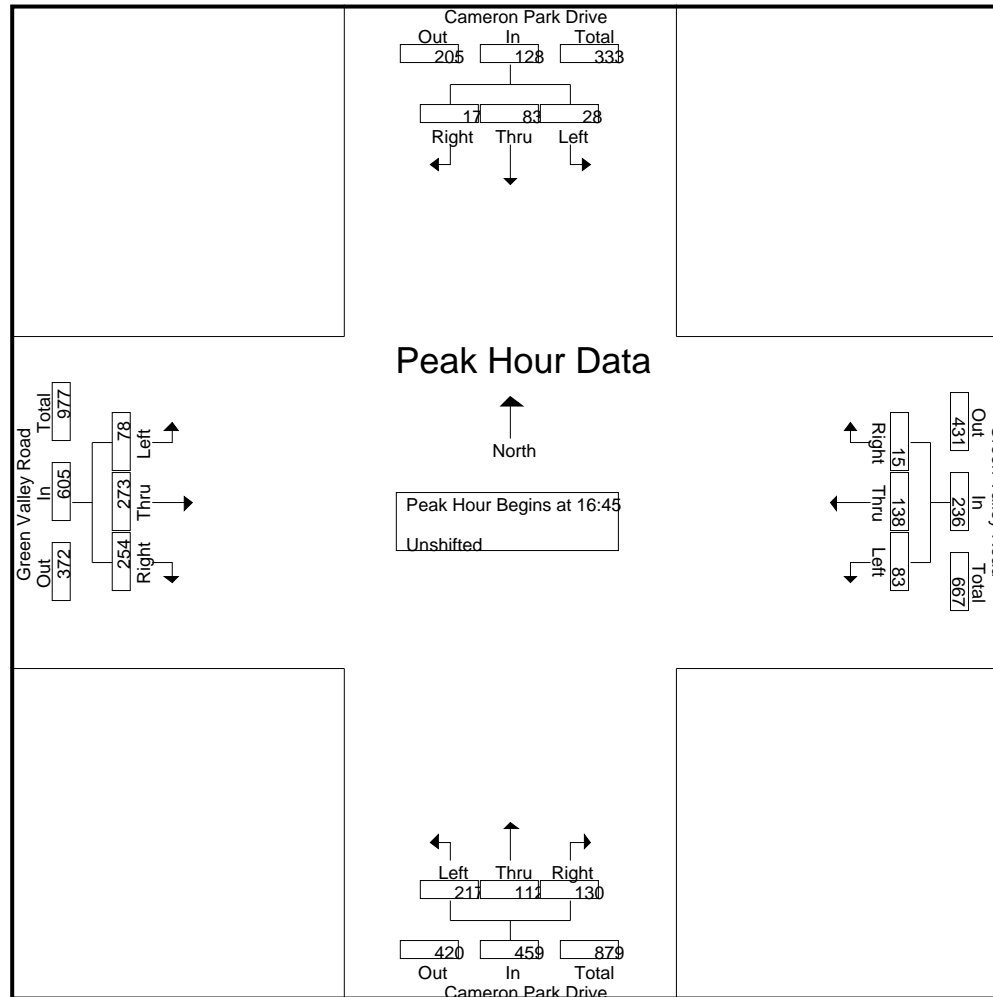 Cameron Park Drive
Out In Total
205 128 333
17 83 28
Right Thru Left
Peak Hour Data
North
Peak Hour Begins at 16:45
Unshifted
Green Valley Road
Total In Out
977 605 372
78 273 254
Left Thru Right
Out In Total
431 236 667
15 138 83
Right Thru Left
Left Thru Right
217 112 130
420 459 879
Out In Total
Cameron Park Drive